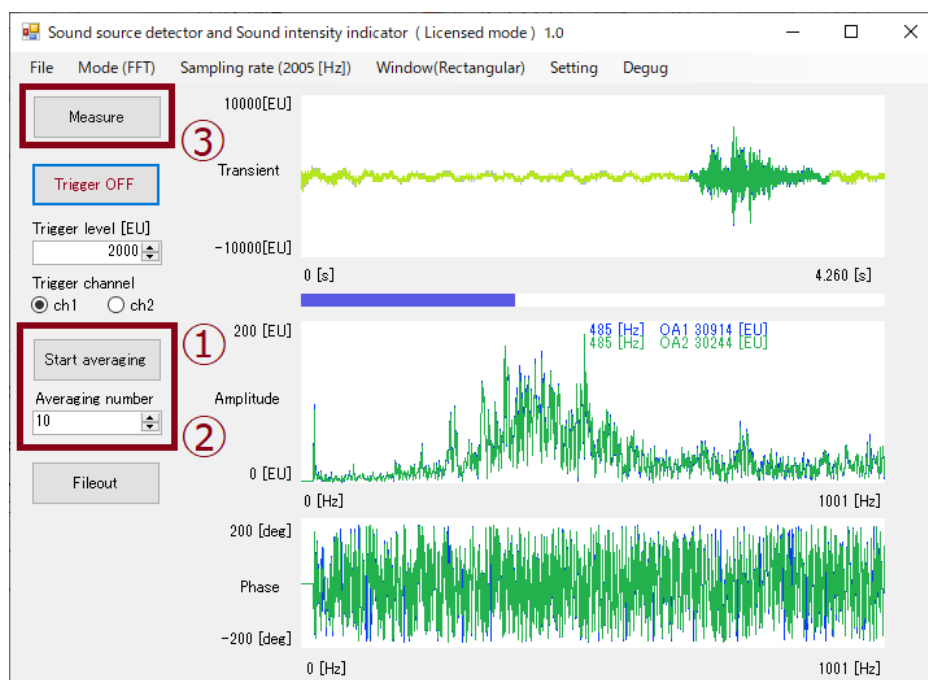 Sound source detector and Sound intensity indicator ( Licensed mode ) 1.0
File Mode (FFT) Sampling rate (2005 [Hz]) Window(Rectangular) Setting Degug
Measure
③
Trigger OFF
Trigger level [EU]
2000
Trigger channel
ch1 ch2
①
Start averaging
Averaging number
10
②
Fileout
10000[EU]
Transient
-10000[EU]
0 [s] 4.260 [s]
200 [EU]
485 [Hz] OA1 30914 [EU]
485 [Hz] OA2 30244 [EU]
Amplitude
0 [EU]
0 [Hz] 1001 [Hz]
200 [deg]
Phase
-200 [deg]
0 [Hz] 1001 [Hz]